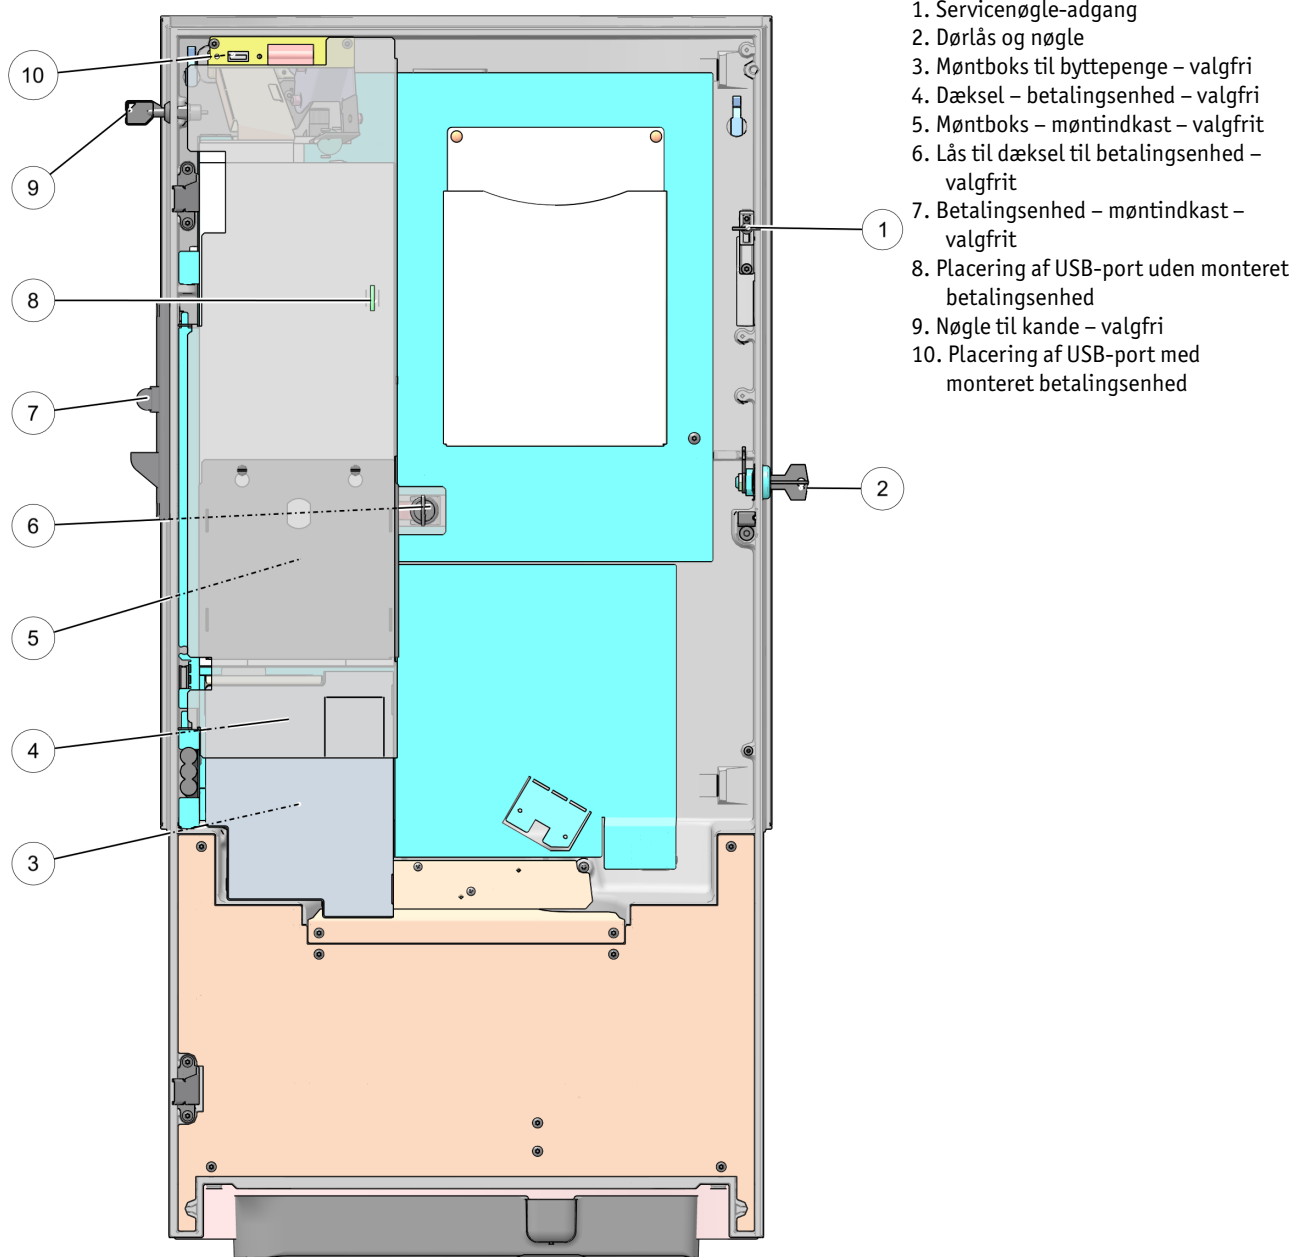 1. Servicenøgle-adgang
2. Dørlås og nøgle
3. Møntboks til byttepenge – valgfri
4. Dæksel – betalingsenhed – valgfri
5. Møntboks – møntindkast – valgfrit
6. Lås til dæksel til betalingsenhed –
valgfrit
7. Betalingsenhed – møntindkast –
valgfrit
8. Placering af USB-port uden monteret
betalingsenhed
9. Nøgle til kande – valgfri
10. Placering af USB-port med
monteret betalingsenhed
10
9
8
7
6
5
4
3
1
2